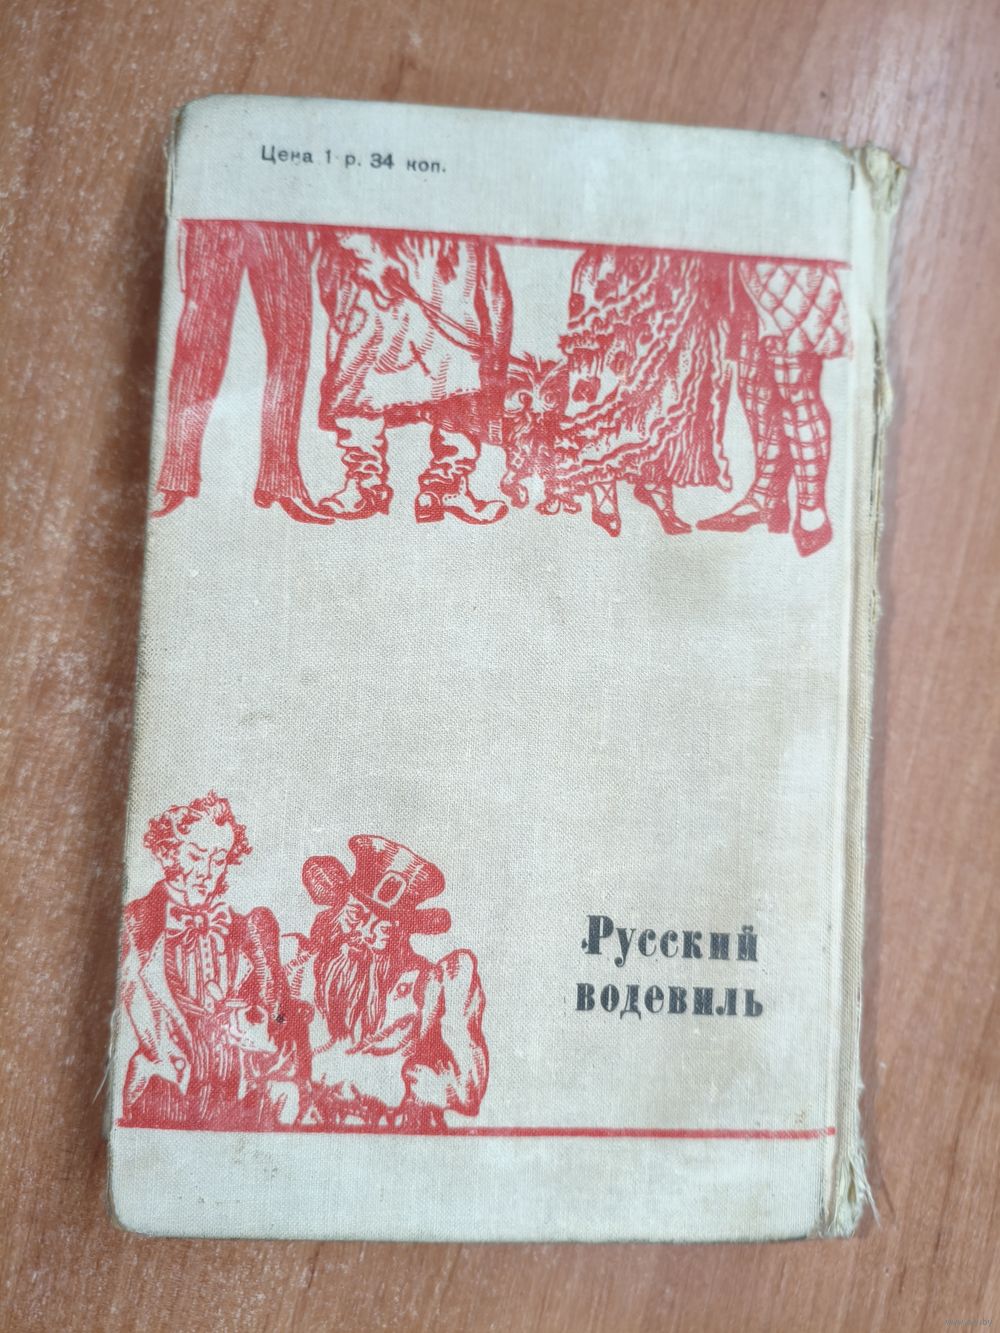 Цена 1 р. 34 коп.
Русский
водевиль